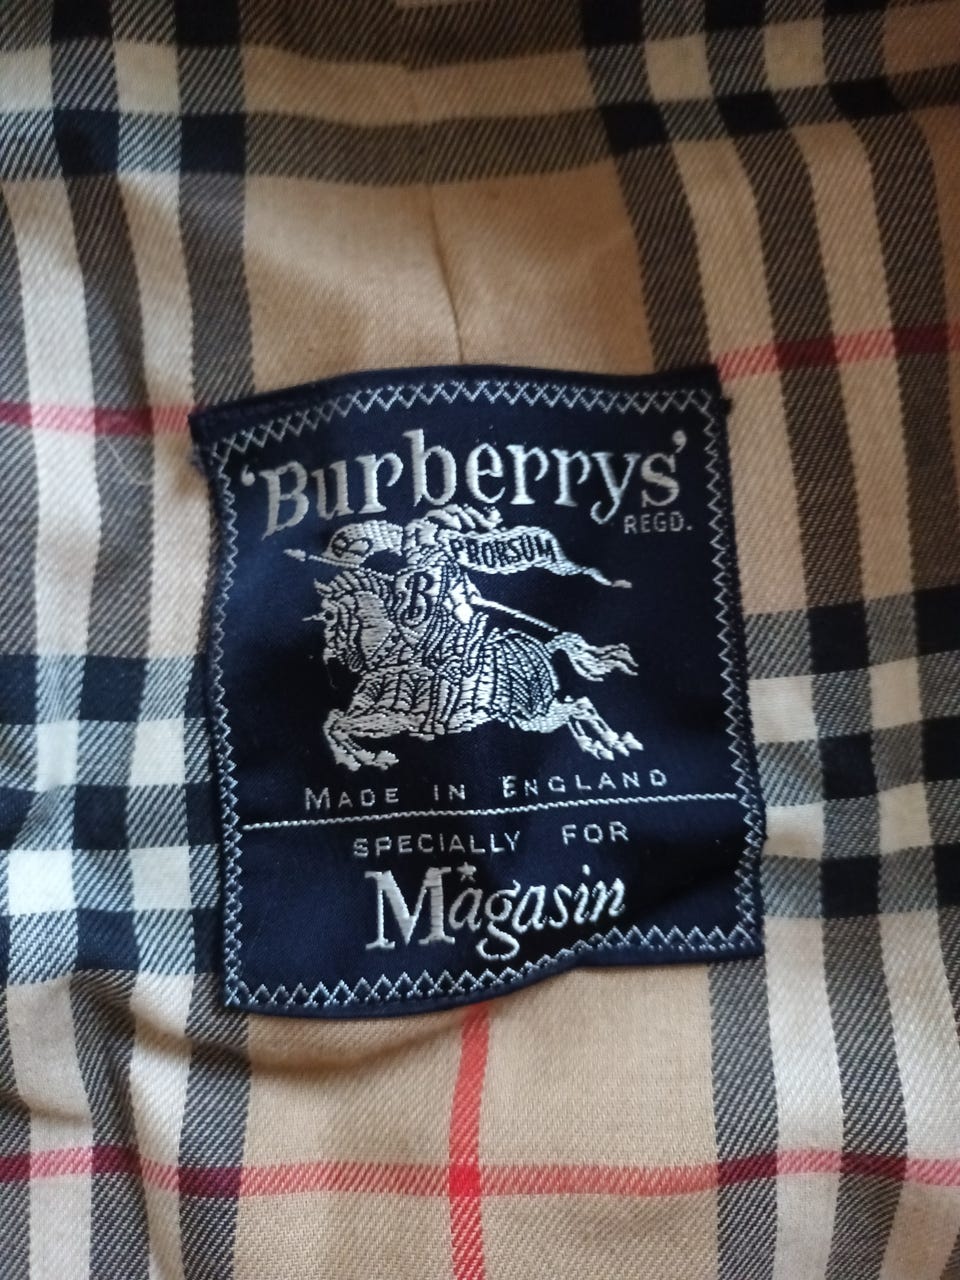 'Burberrys'
REGD.
PRORSUM
B
MADE IN ENGLAND
SPECIALLY FOR
Magasin